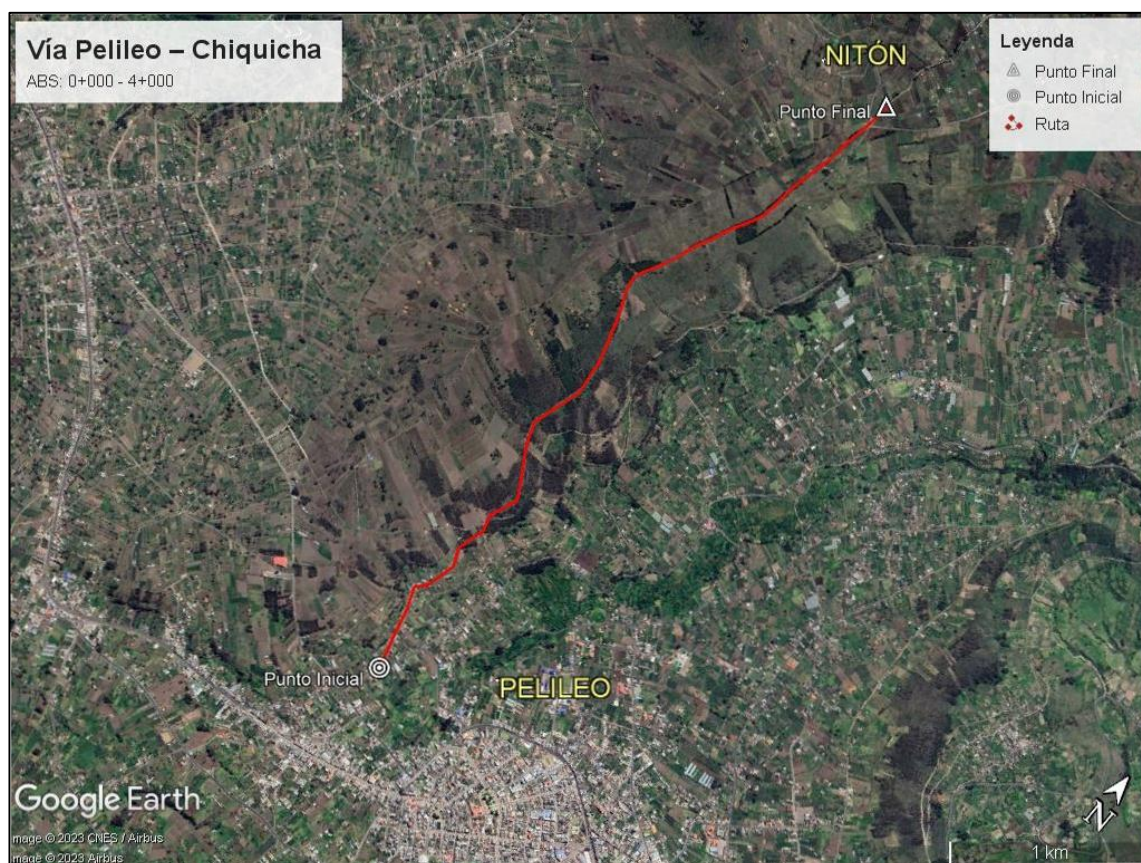 Vía Pelileo – Chiquicha
ABS: 0+000 - 4+000
NITÓN
Leyenda
Punto Final
Punto Inicial
Ruta
Punto Final
Punto Inicial
PELILEO
Google Earth
mage © 2023 CNES / Airbus
mage © 2023 Airbus
N
1 km